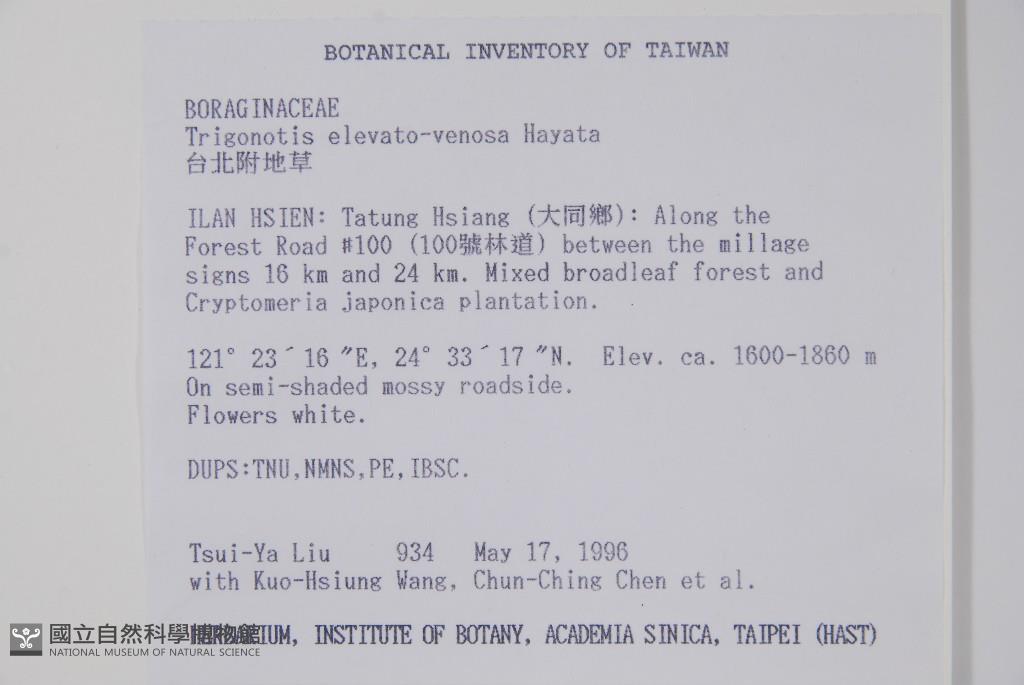 BOTANICAL INVENTORY OF TAIWAN
BORAGINACEAE
Trigonotis elevato-venosa Hayata
台北附地草
ILAN HSIEN: Tatung Hsiang (大同鄉): Along the
Forest Road #100 (100號林道) between the millage
signs 16 km and 24 km. Mixed broadleaf forest and
Cryptomeria japonica plantation.
121° 23´16 ″E, 24° 33´17 ″N. Elev. ca. 1600-1860 m
On semi-shaded mossy roadside.
Flowers white.
DUPS:TNU,NMNS,PE,IBSC.
Tsui-Ya Liu 934 May 17, 1996
with Kuo-Hsiung Wang, Chun-Ching Chen et al.
HERBARIUM, INSTITUTE OF BOTANY, ACADEMIA SINICA, TAIPEI (HAST)
國立自然科學博物館
NATIONAL MUSEUM OF NATURAL SCIENCE